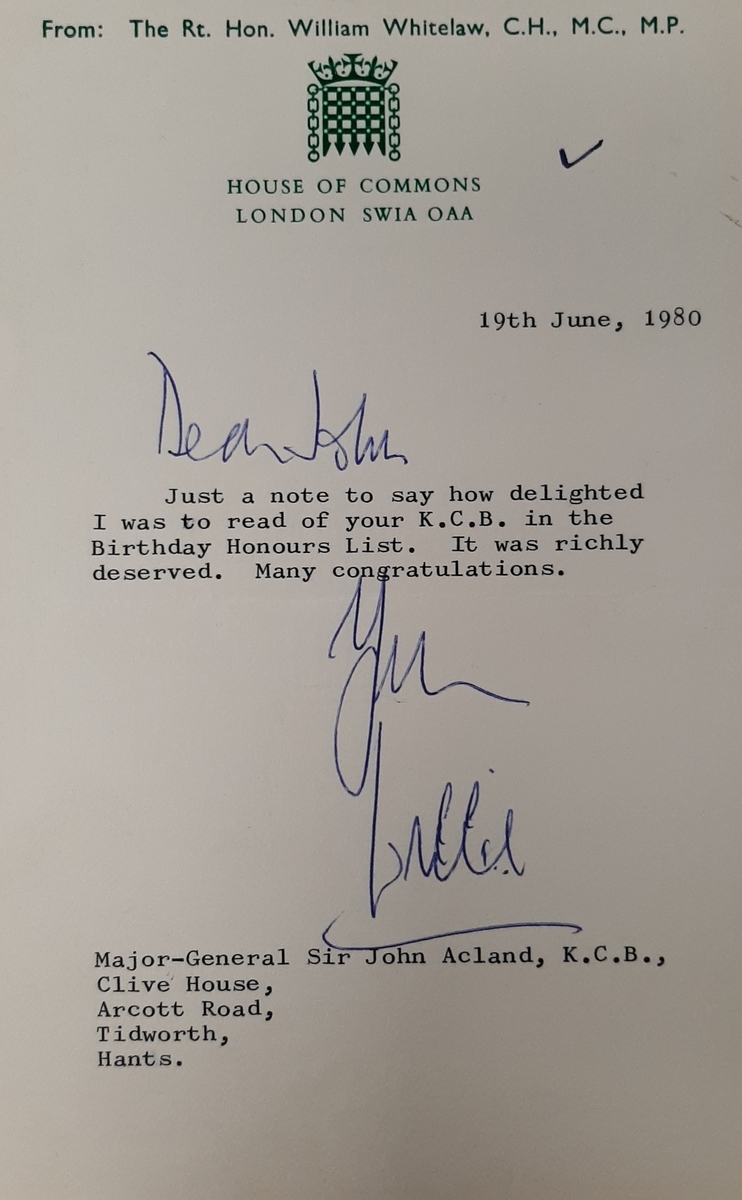 From: The Rt. Hon. William Whitelaw, C.H., M.C., M.P.
HOUSE OF COMMONS
LONDON SW1A OAA
19th June, 1980
Dear John
Just a note to say how delighted
I was to read of your K.C.B. in the
Birthday Honours List. It was richly
deserved. Many congratulations.
Willie
Major-General Sir John Acland, K.C.B.,
Clive House,
Arcott Road,
Tidworth,
Hants.